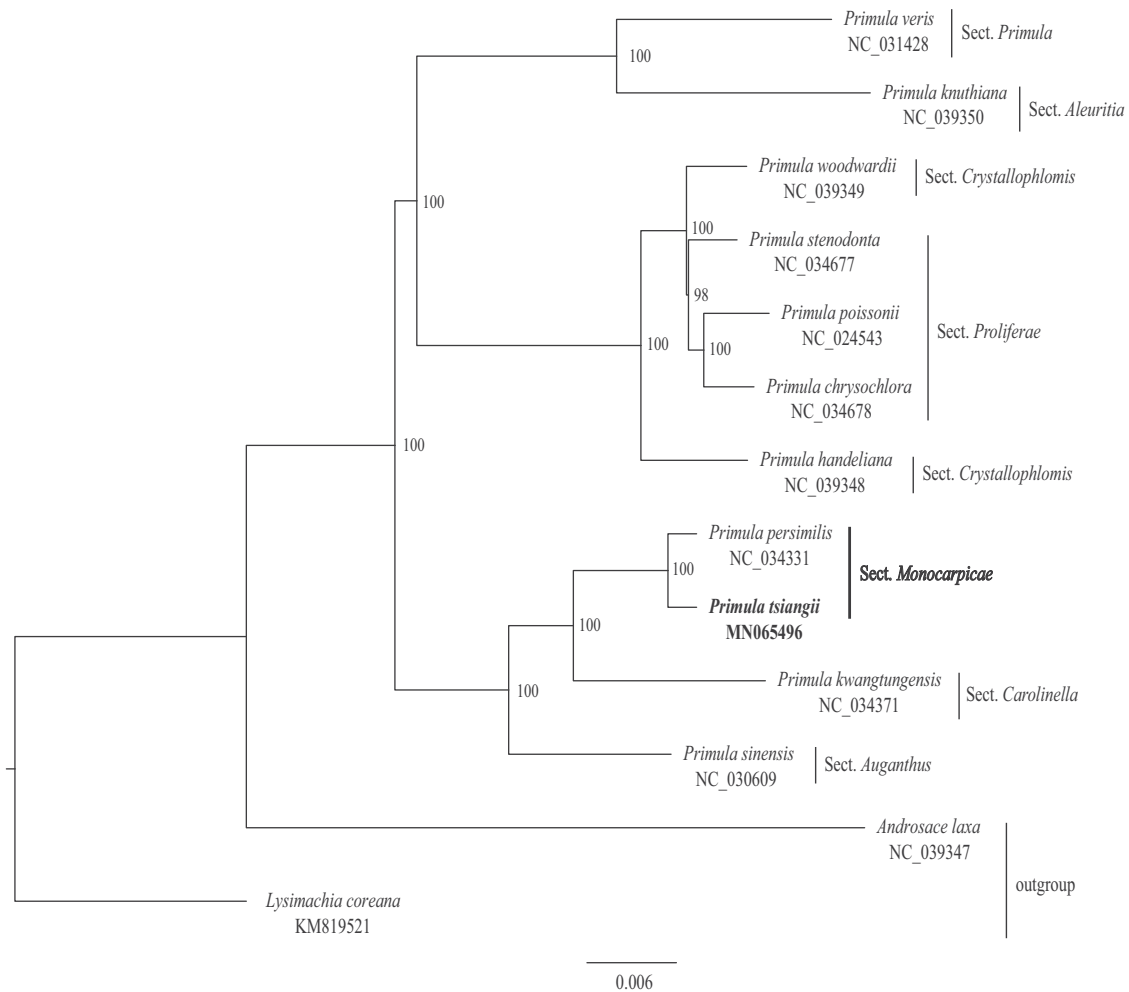 Primula veris
NC_031428
Sect. Primula
100
Primula knuthiana
NC_039350
Sect. Aleuritia
100
Primula woodwardii
NC_039349
Sect. Crystallophlomis
100
Primula stenodonta
NC_034677
98
Primula poissonii
NC_024543
Sect. Proliferae
100
100
Primula chrysochlora
NC_034678
100
Primula handeliana
NC_039348
Sect. Crystallophlomis
Primula persimilis
NC_034331
100
Sect. Monocarpicae
Primula tsiangii
MN065496
100
Primula kwangtungensis
NC_034371
Sect. Carolinella
100
Primula sinensis
NC_030609
Sect. Auganthus
Androsace laxa
NC_039347
outgroup
Lysimachia coreana
KM819521
0.006